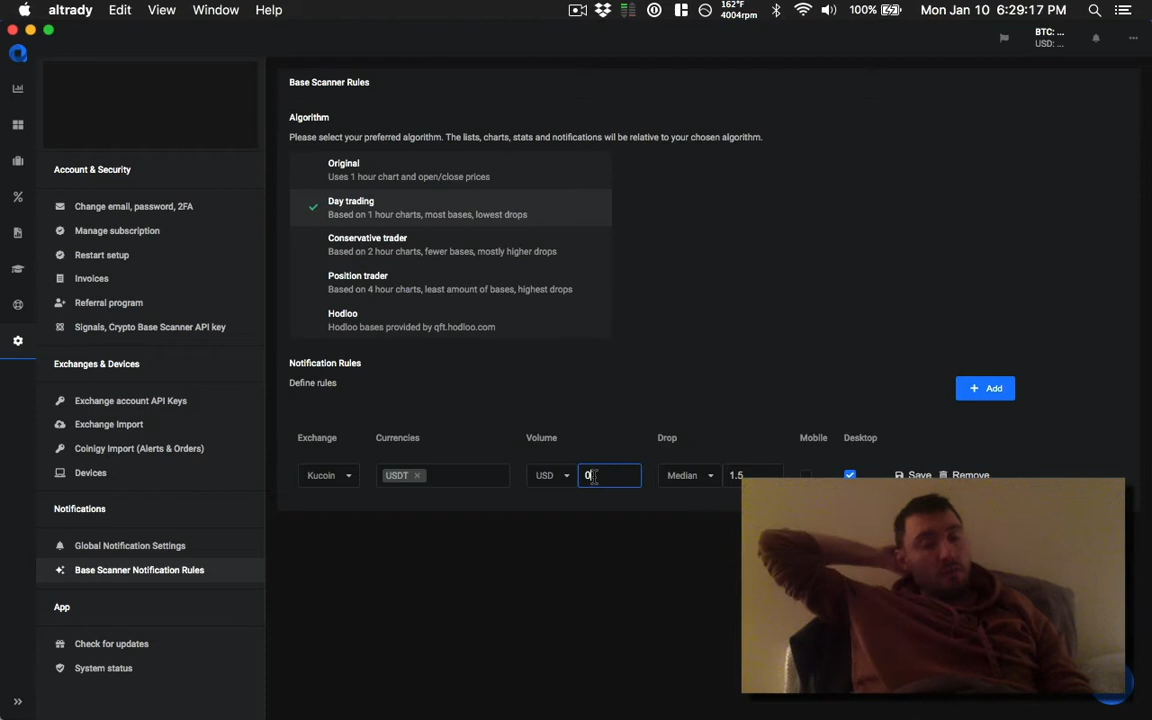 altrady Edit View Window Help 162°F 4004rpm 100% Mon Jan 10 6:29:17 PM
BTC: ...
USD: ...
Base Scanner Rules
Algorithm
Please select your preferred algorithm. The lists, charts, stats and notifications will be relative to your chosen algorithm.
Original
Uses 1 hour chart and open/close prices
Day trading
Based on 1 hour charts, most bases, lowest drops
Conservative trader
Based on 2 hour charts, fewer bases, mostly higher drops
Position trader
Based on 4 hour charts, least amount of bases, highest drops
Hodloo
Hodloo bases provided by qft.hodloo.com
Notification Rules
Define rules
+ Add
Exchange Currencies Volume Drop Mobile Desktop
Kucoin USDT × USD 0 Median 1.5 Save Remove
Account & Security
Change email, password, 2FA
Manage subscription
Restart setup
Invoices
Referral program
Signals, Crypto Base Scanner API key
Exchanges & Devices
Exchange account API Keys
Exchange Import
Coinigy Import (Alerts & Orders)
Devices
Notifications
Global Notification Settings
Base Scanner Notification Rules
App
Check for updates
System status